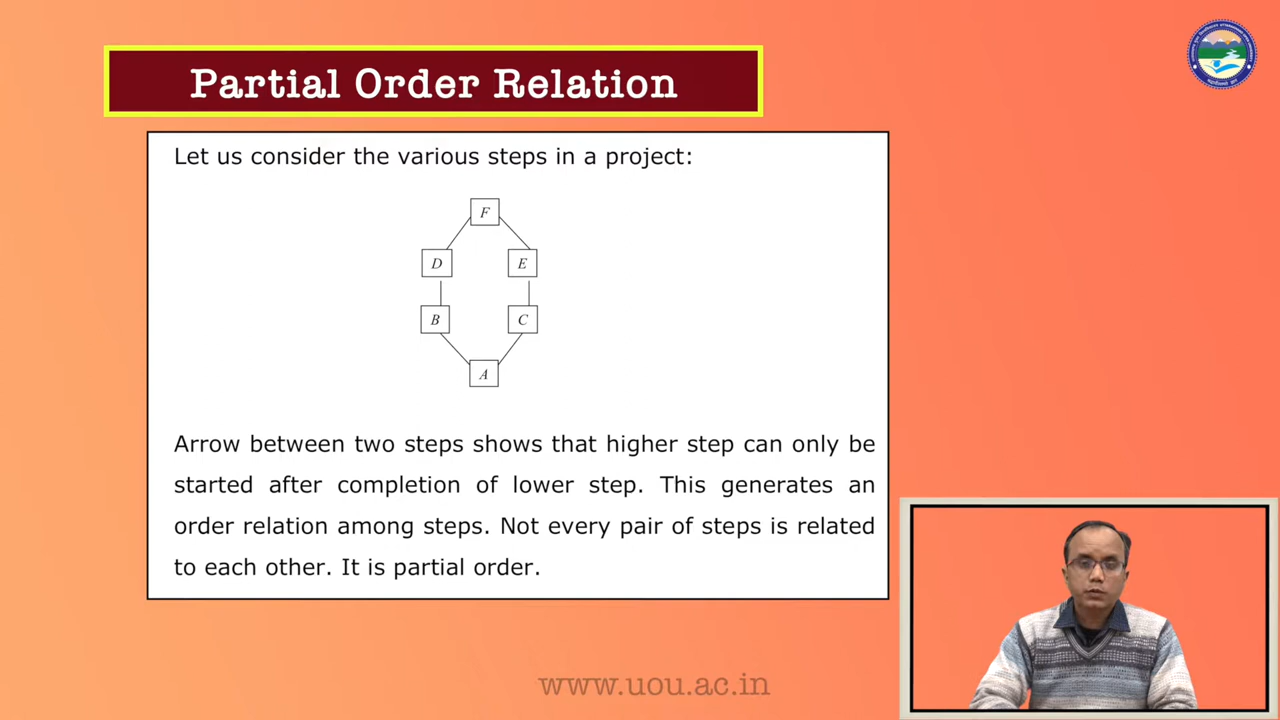 Partial Order Relation
Let us consider the various steps in a project:
F
D E
B C
A
Arrow between two steps shows that higher step can only be
started after completion of lower step. This generates an
order relation among steps. Not every pair of steps is related
to each other. It is partial order.
www.uou.ac.in